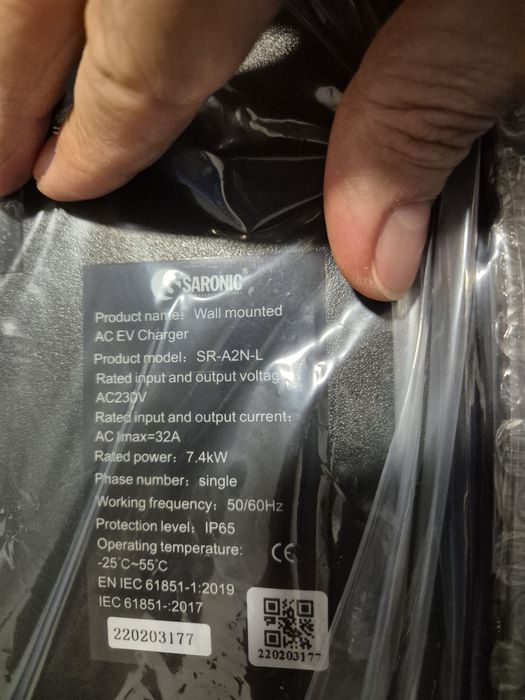 SARONIC®
Product name: Wall mounted
AC EV Charger
Product model: SR-A2N-L
Rated input and output voltag
AC230V
Rated input and output current:
AC Imax=32A
Rated power: 7.4kW
Phase number: single
Working frequency: 50/60Hz
Protection level: IP65
Operating temperature:
-25℃~55℃
CE
EN IEC 61851-1:2019
IEC 61851-:2017
220203177
220203177